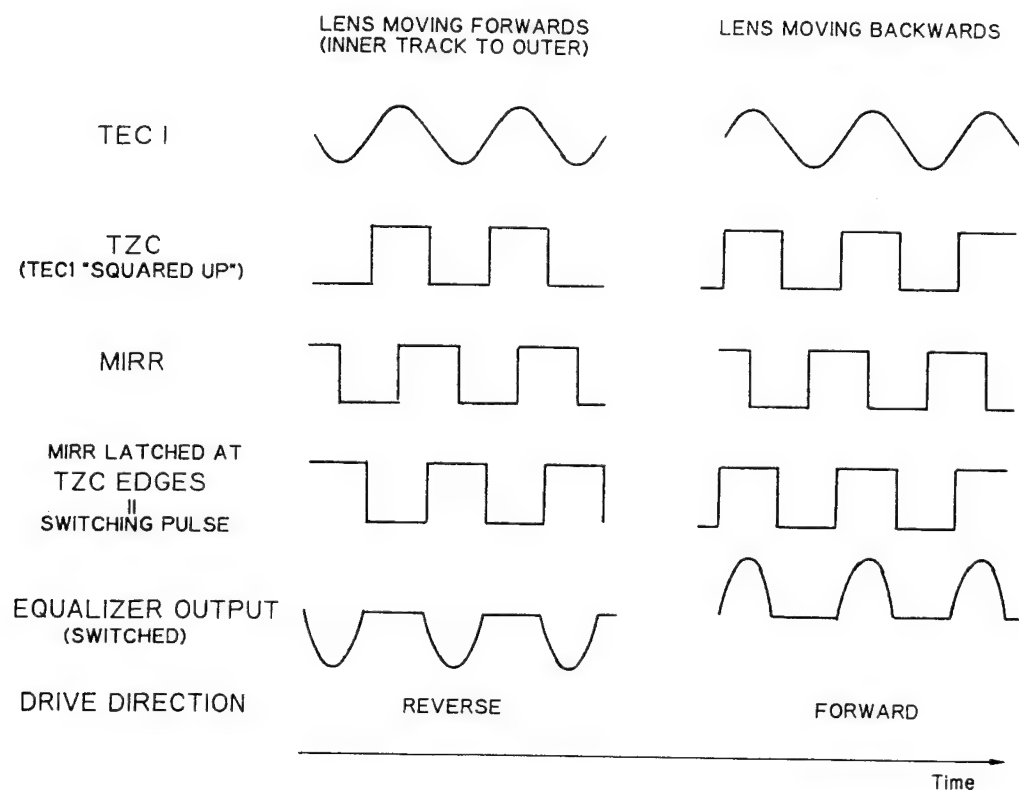 LENS MOVING FORWARDS
(INNER TRACK TO OUTER)
LENS MOVING BACKWARDS
TEC I
TZC
(TEC1 "SQUARED UP")
MIRR
MIRR LATCHED AT
TZC EDGES
=
SWITCHING PULSE
EQUALIZER OUTPUT
(SWITCHED)
DRIVE DIRECTION
REVERSE
FORWARD
Time